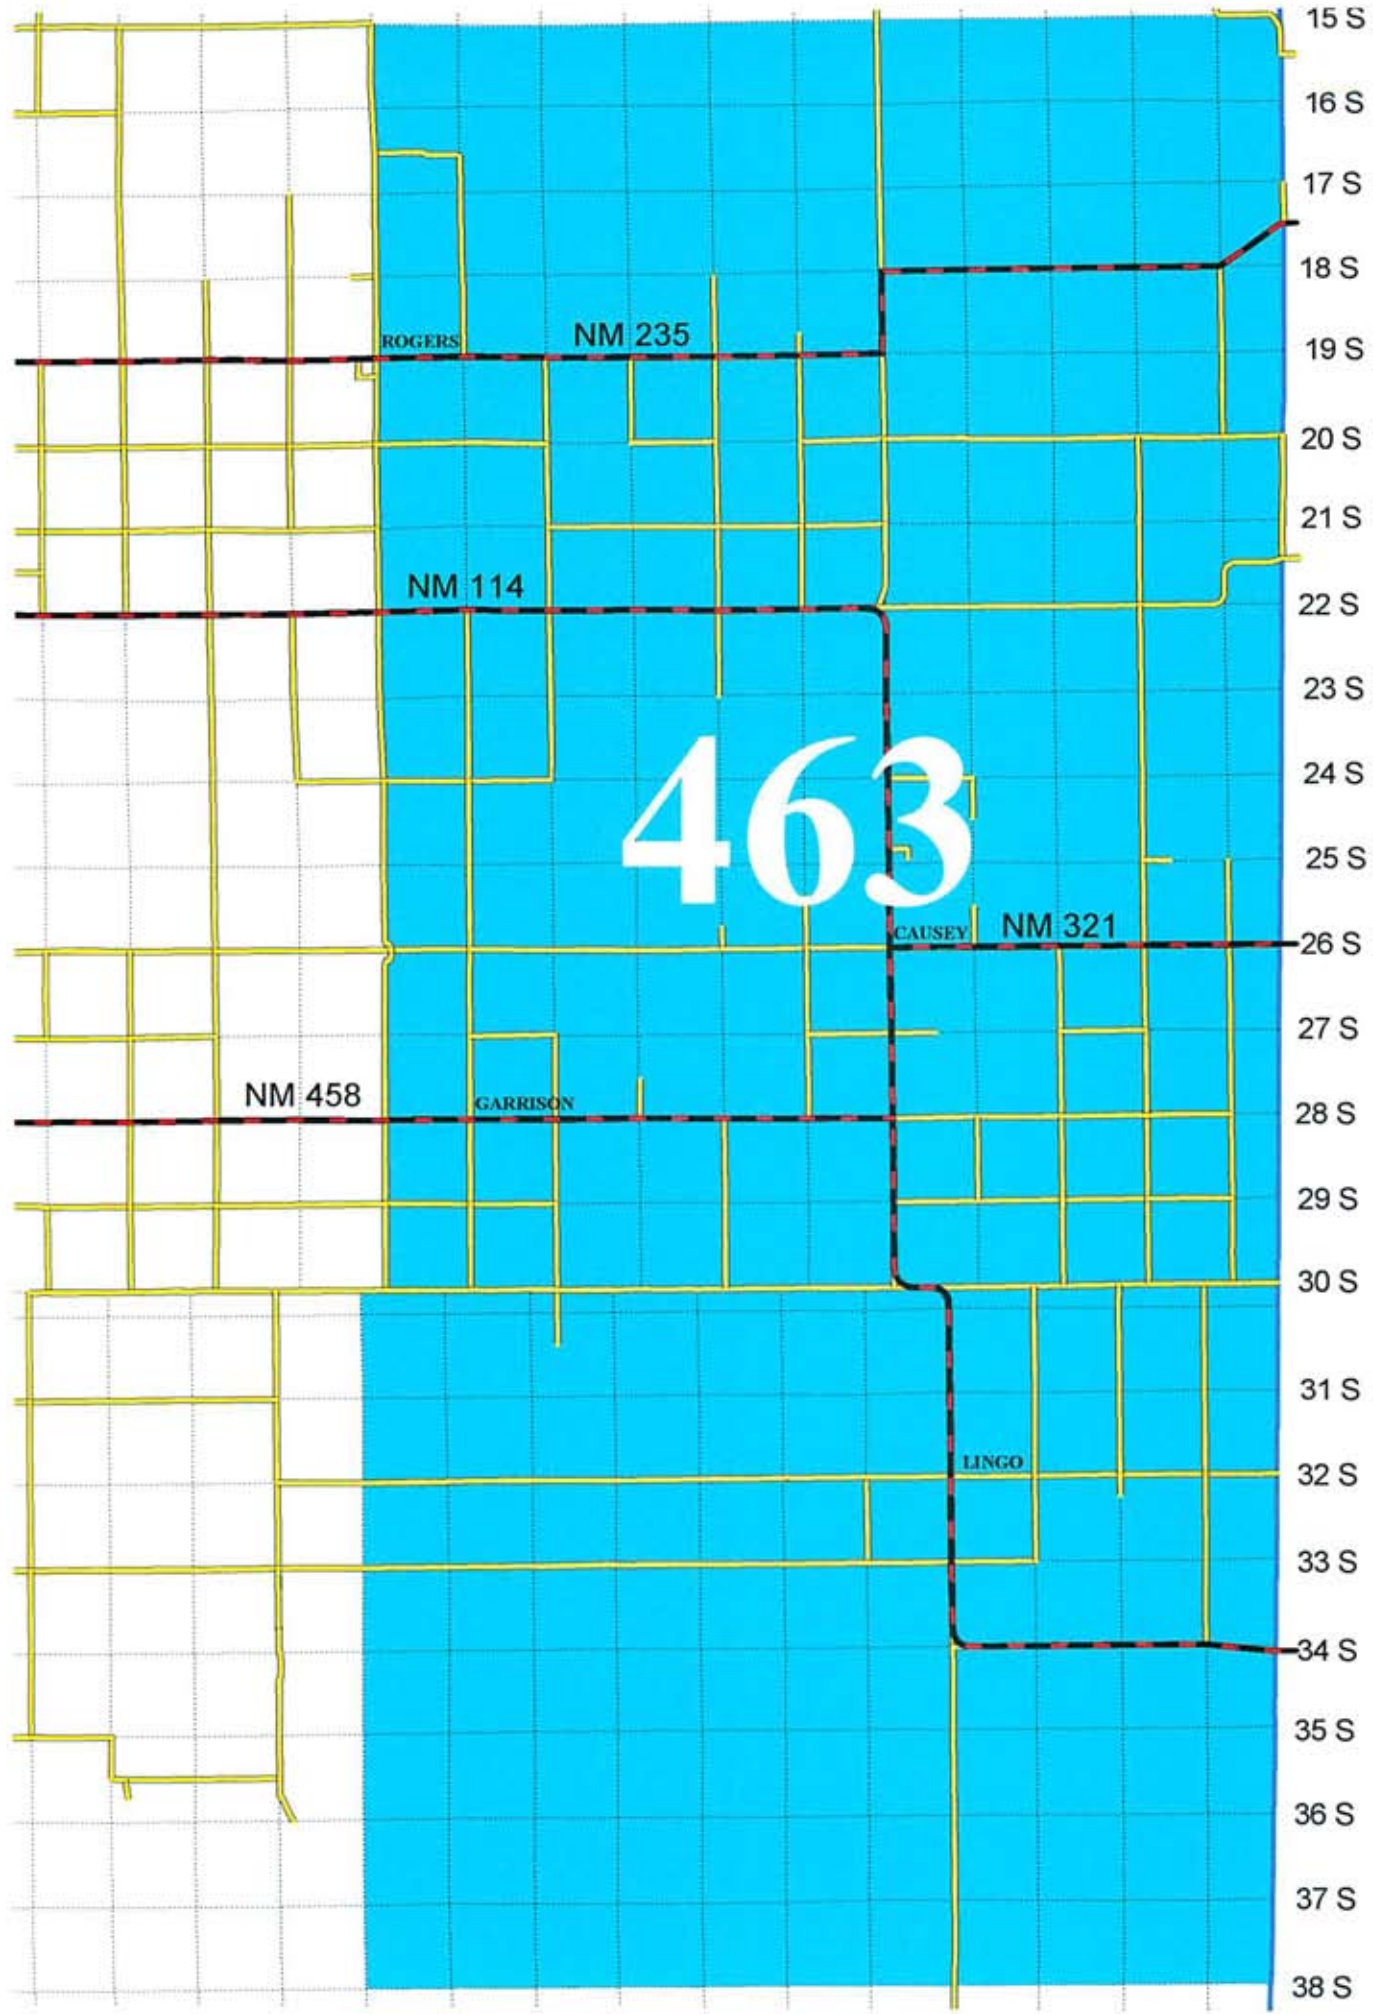 15 S
16 S
17 S
18 S
ROGERS NM 235
19 S
20 S
21 S
NM 114
22 S
23 S
463
24 S
25 S
CAUSEY NM 321
26 S
27 S
NM 458 GARRISON
28 S
29 S
30 S
31 S
LINGO
32 S
33 S
34 S
35 S
36 S
37 S
38 S